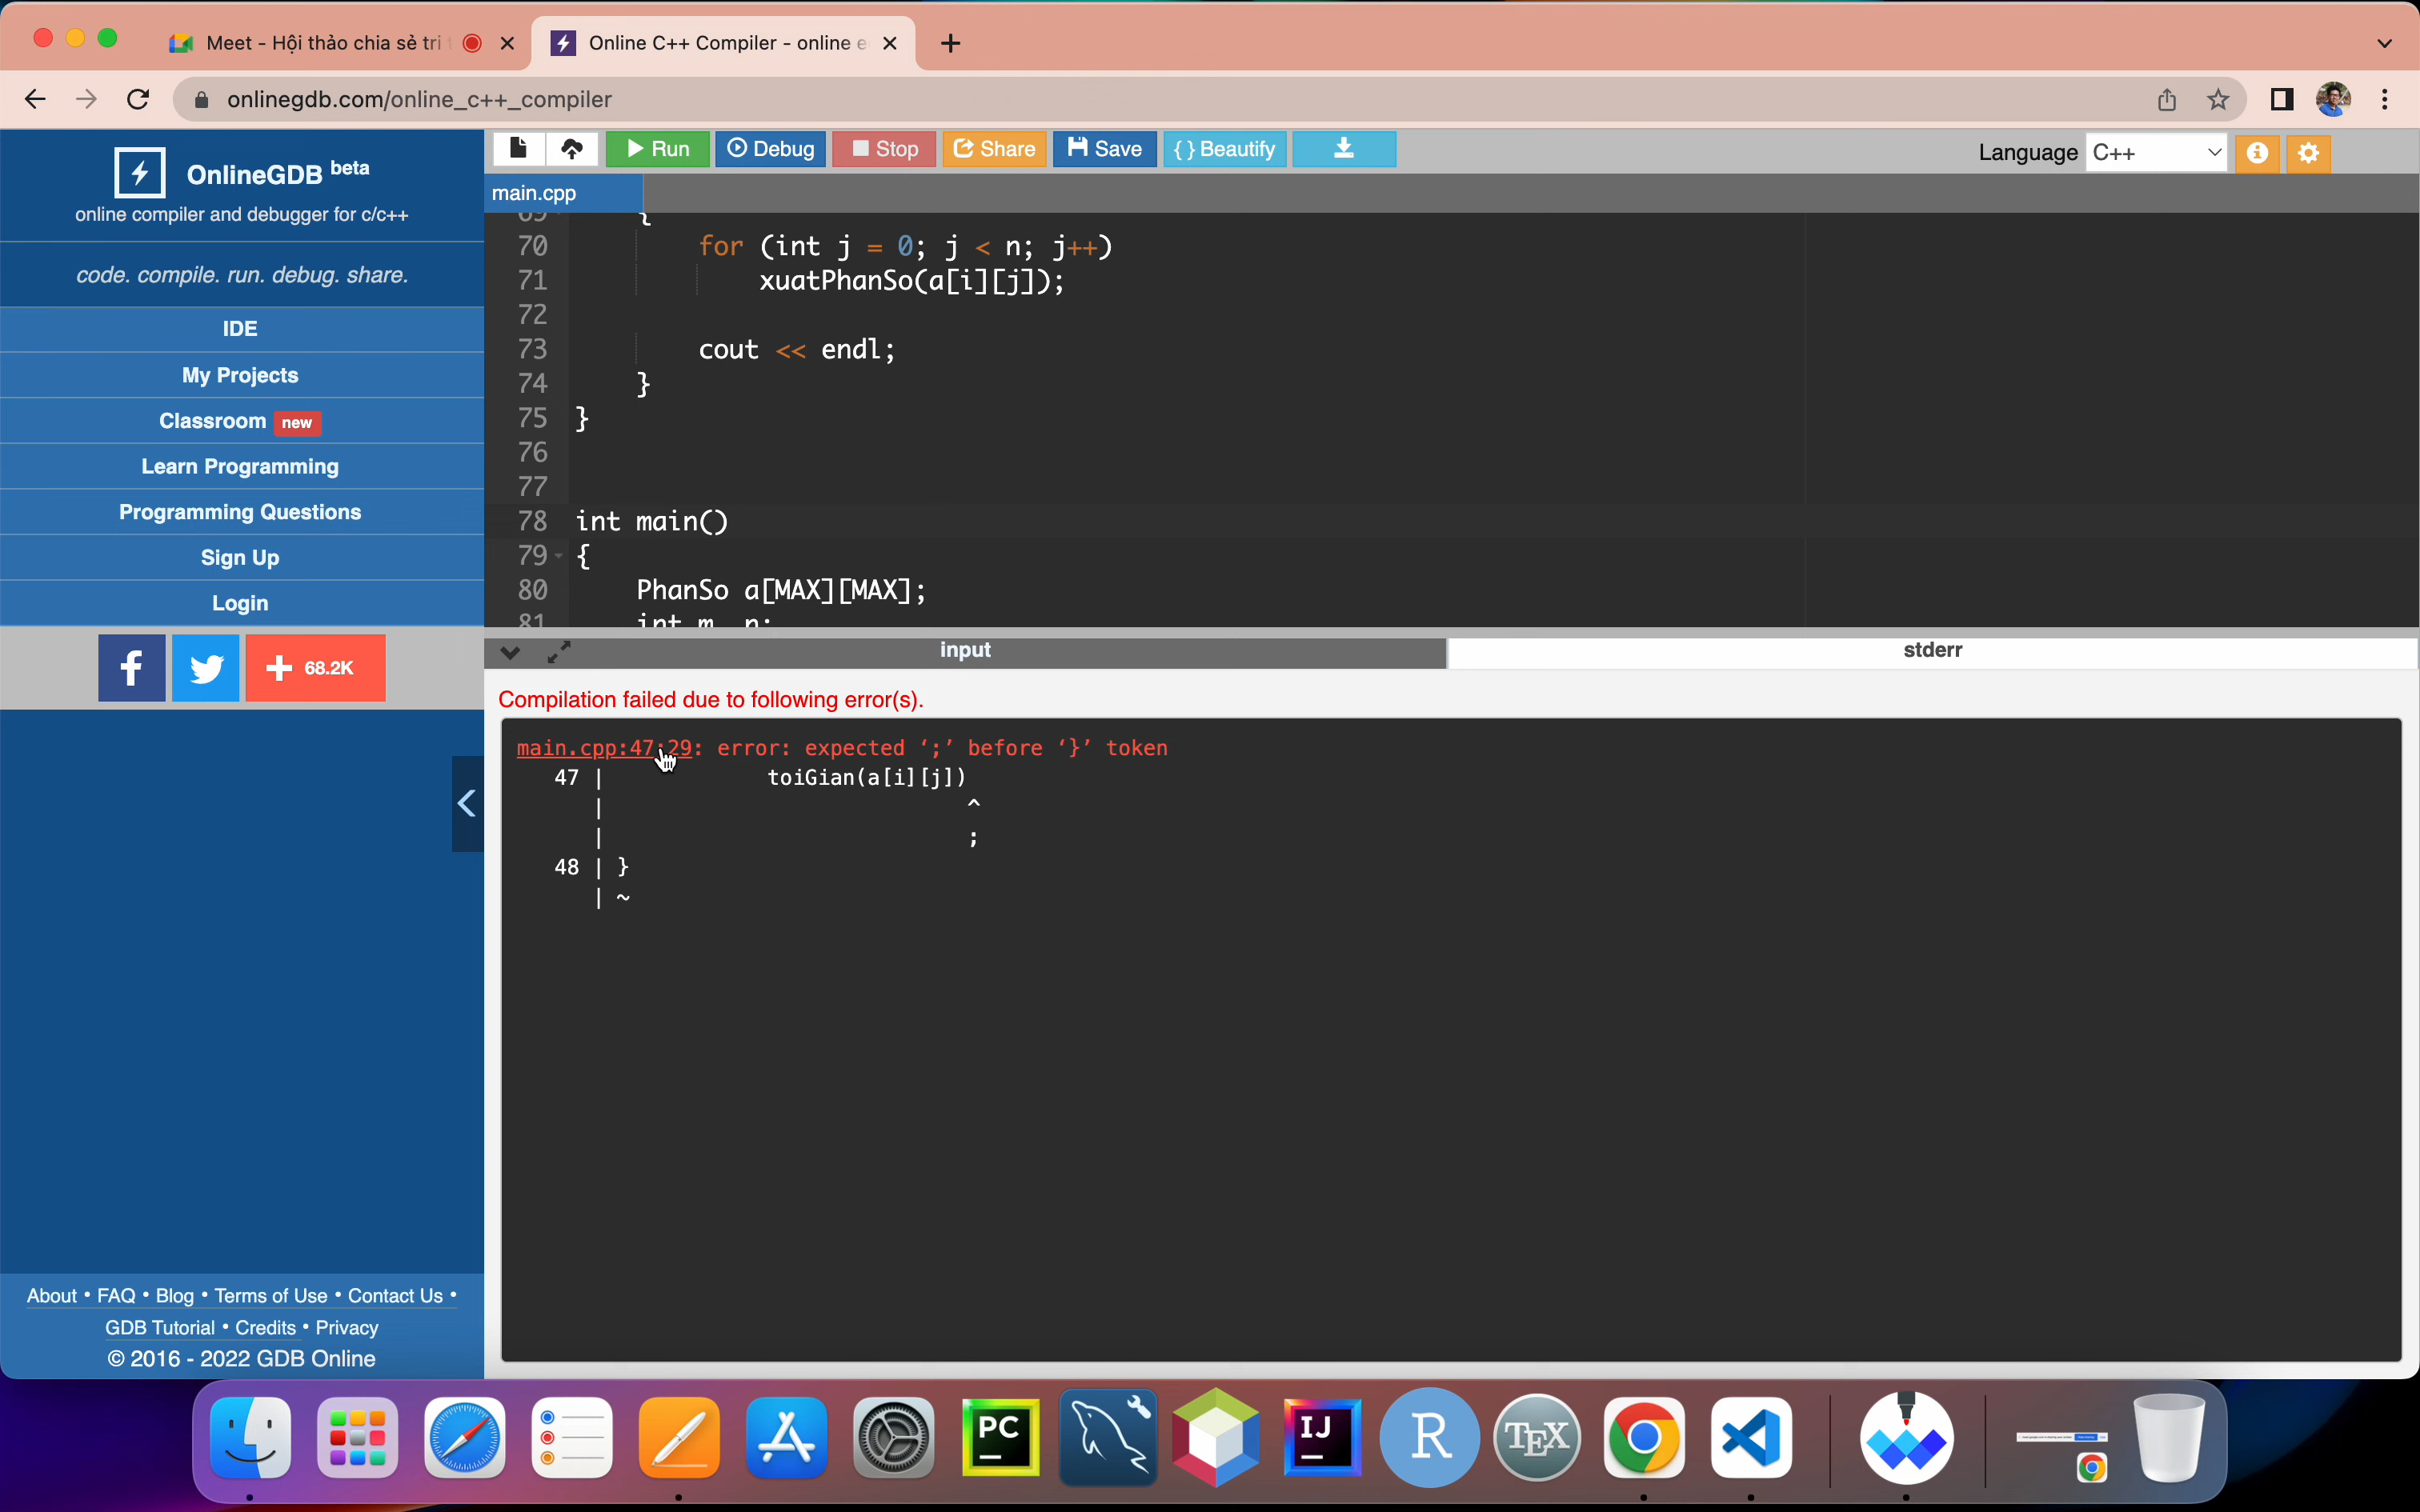 Meet - Hội thảo chia sẻ tri
Online C++ Compiler - online e
onlinegdb.com/online_c++_compiler
OnlineGDB beta
online compiler and debugger for c/c++
code. compile. run. debug. share.
IDE
My Projects
Classroom new
Learn Programming
Programming Questions
Sign Up
Login
68.2K
About • FAQ • Blog • Terms of Use • Contact Us •
GDB Tutorial • Credits • Privacy
© 2016 - 2022 GDB Online
Run Debug Stop Share Save { } Beautify
Language C++
main.cpp
69 {
70 for (int j = 0; j < n; j++)
71 xuatPhanSo(a[i][j]);
72
73 cout << endl;
74 }
75 }
76
77
78 int main()
79 {
80 PhanSo a[MAX][MAX];
81 int m, n;
input
stderr
Compilation failed due to following error(s).
main.cpp:47:29: error: expected ‘;’ before ‘}’ token
47 | toiGian(a[i][j])
| ^
| ;
48 | }
| ~
PC
IJ
R
TEX